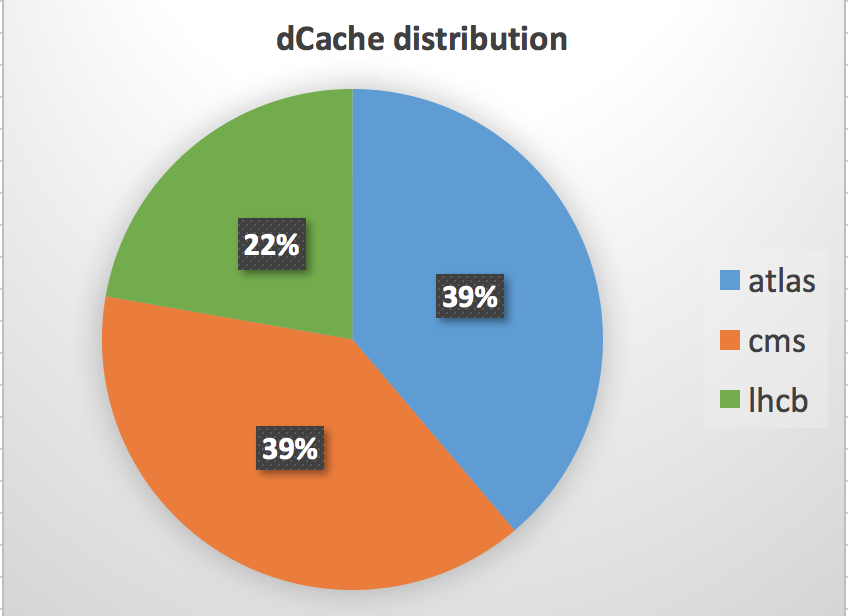 dCache distribution
22%
39%
39%
atlas
cms
lhcb